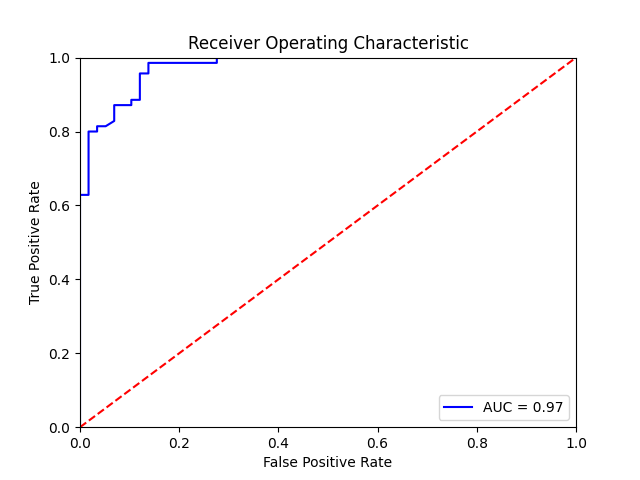 Receiver Operating Characteristic
1.0
0.8
0.6
0.4
0.2
0.0
True Positive Rate
AUC = 0.97
0.0 0.2 0.4 0.6 0.8 1.0
False Positive Rate